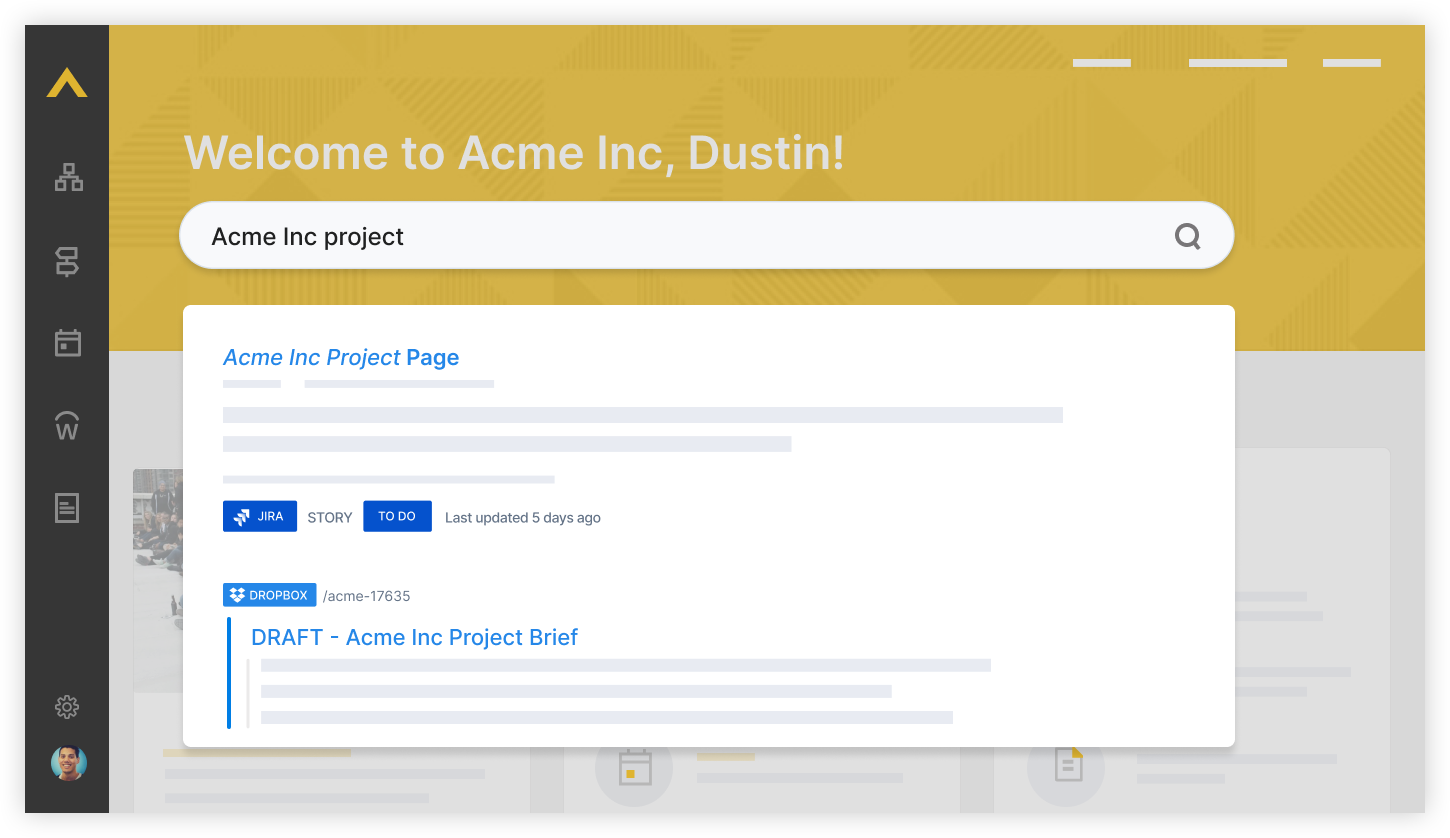 Welcome to Acme Inc, Dustin!
Acme Inc project
Acme Inc Project Page
JIRA STORY TO DO Last updated 5 days ago
DROPBOX /acme-17635
DRAFT - Acme Inc Project Brief
W